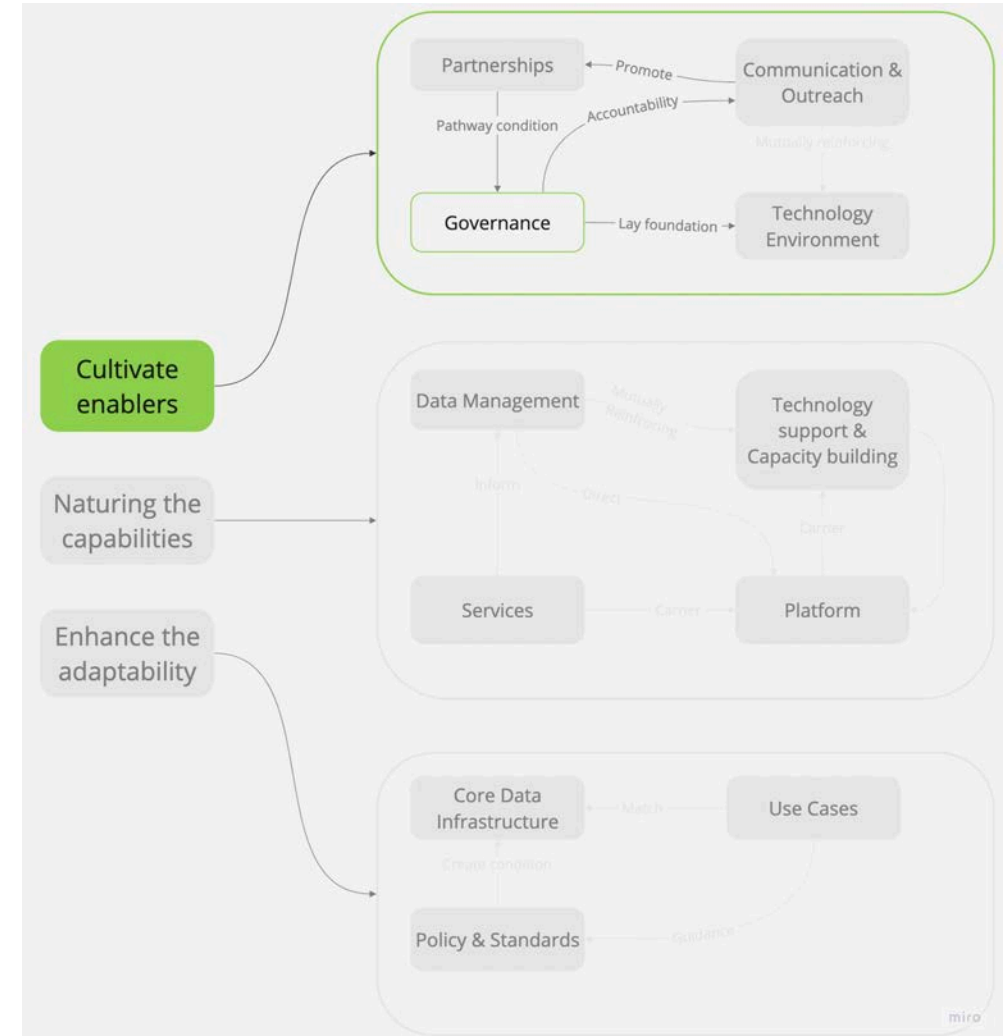 Partnerships
Promote
Communication &
Outreach
Accountability
Pathway condition
Mutually reinforcing
Governance
Lay foundation
Technology
Environment
Cultivate
enablers
Data Management
Mutually
Reinforcing
Technology
support &
Capacity building
Naturing the
capabilities
Inform
Direct
Carrier
Services
Carrier
Platform
Enhance the
adaptability
Core Data
Infrastructure
Match
Use Cases
Create condition
Policy & Standards
Guidance
miro